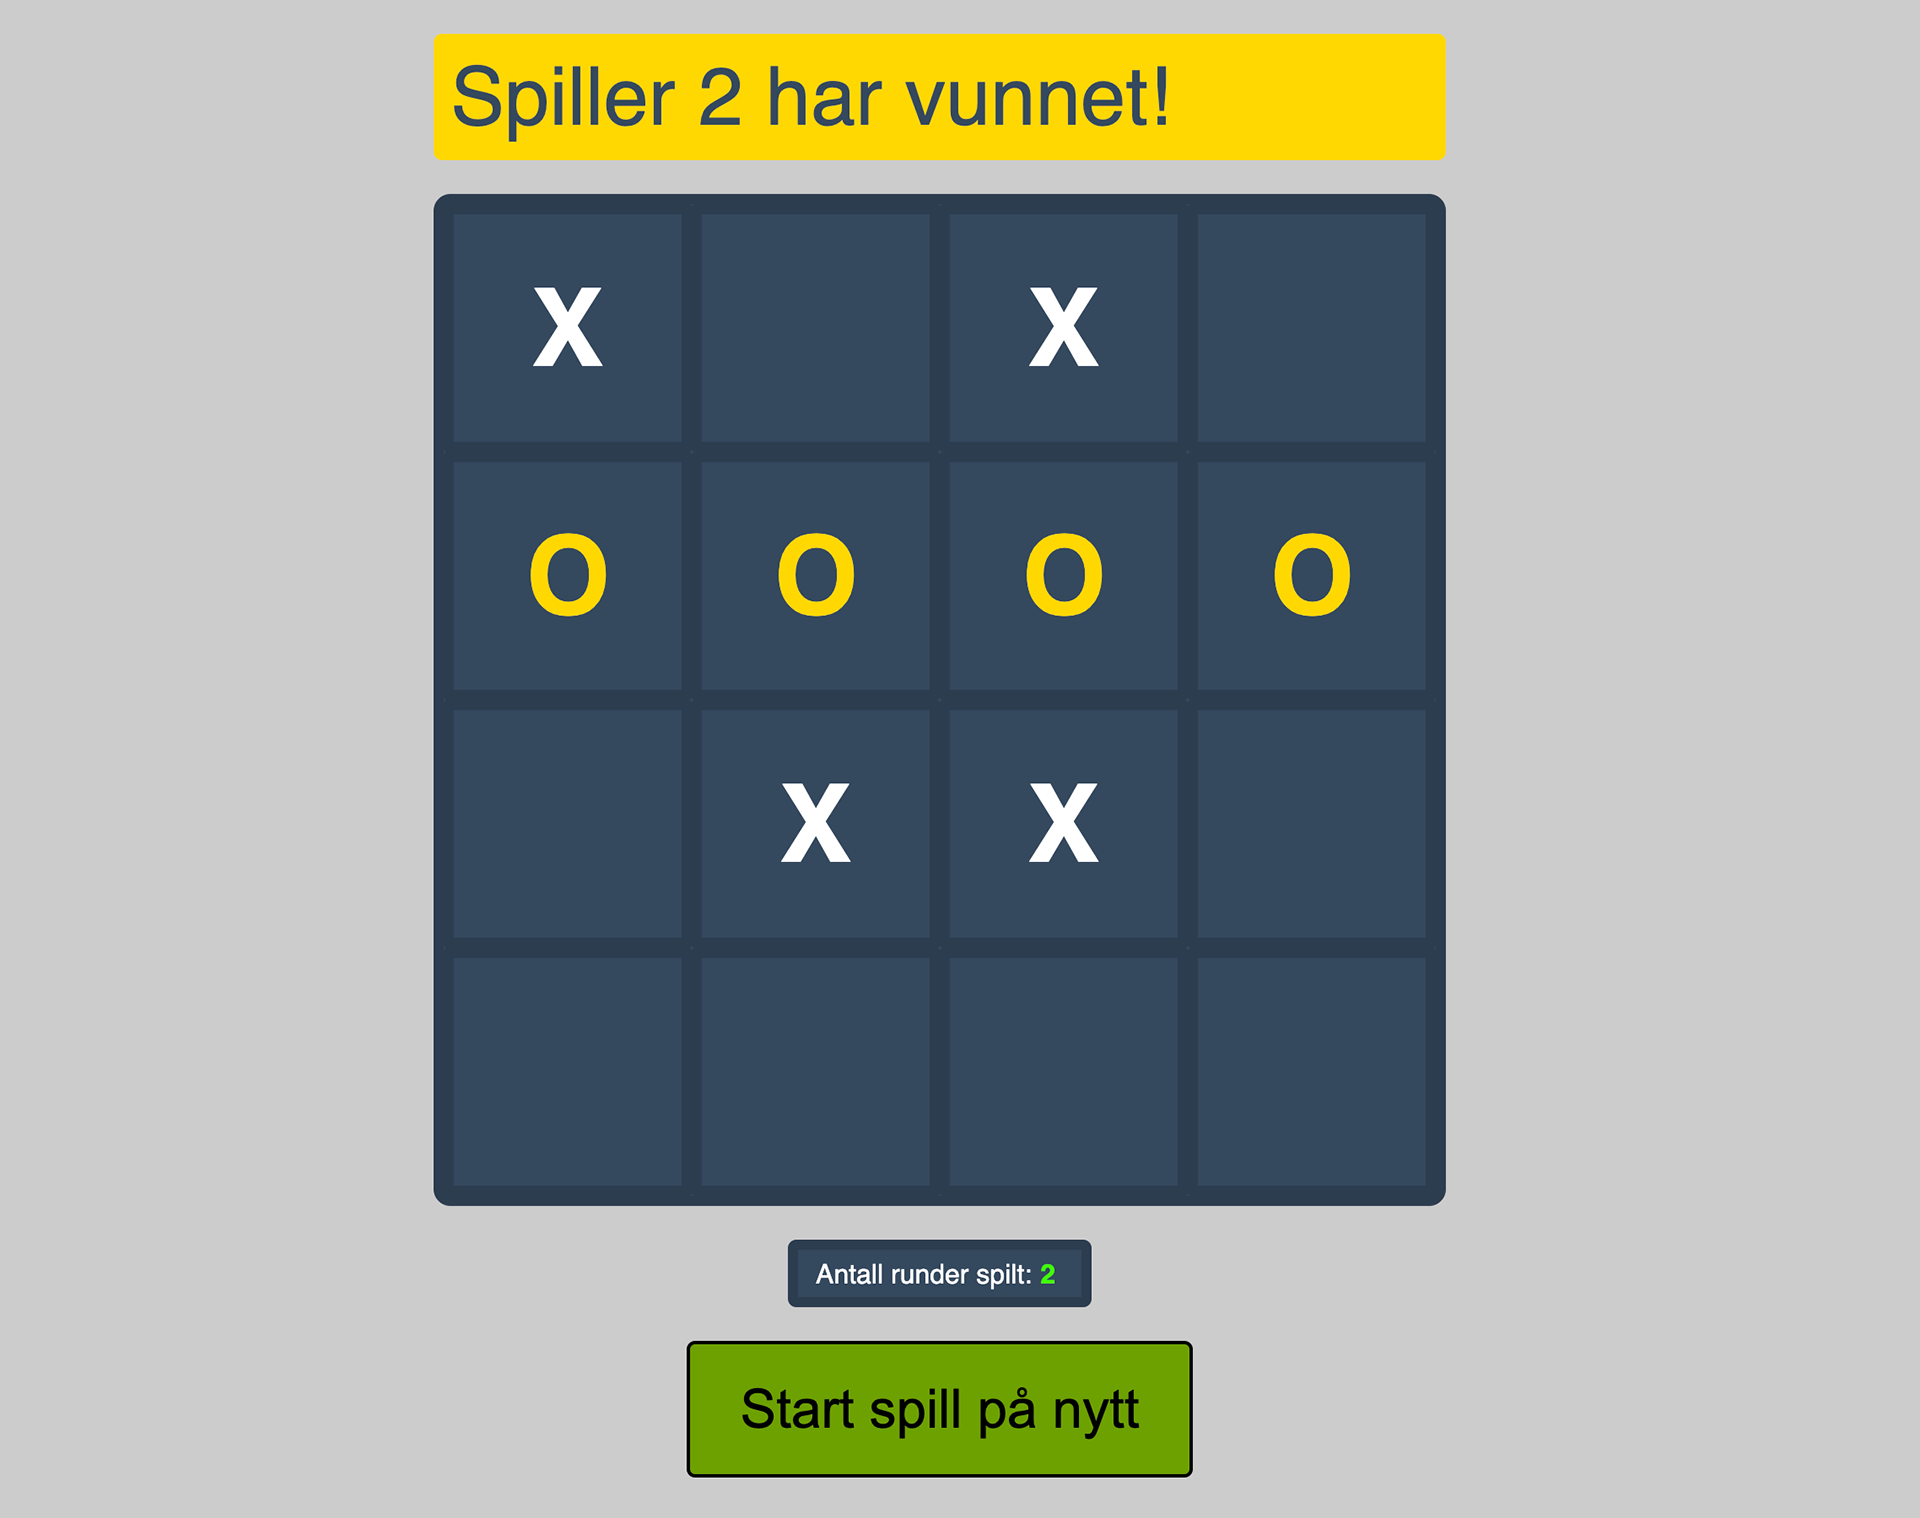 Spiller 2 har vunnet!
X X
O O O O
X X
Antall runder spilt: 2
Start spill på nytt